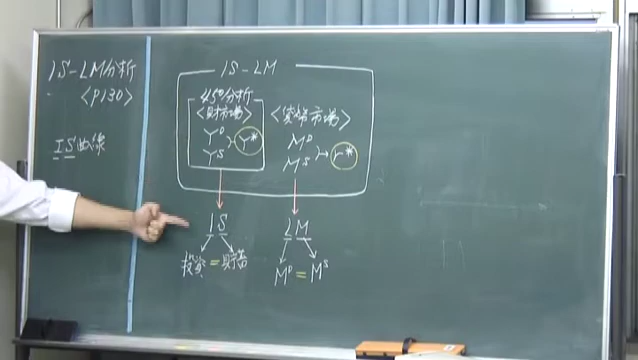 IS-LM分析
<P130>
IS曲線
IS-LM
45°分析
<財市場>
Y^D
Y^S
Y*
<貨幣市場>
M^D
M^S
→r*
IS
投資=貯蓄
LM
M^D=M^S